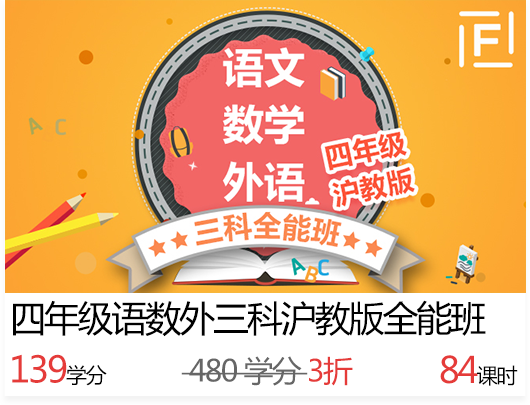 F
语文
数学
外语
四年级
沪教版
A C
三科全能班
ABC
四年级语数外三科沪教版全能班
139学分 480 学分 3折 84课时